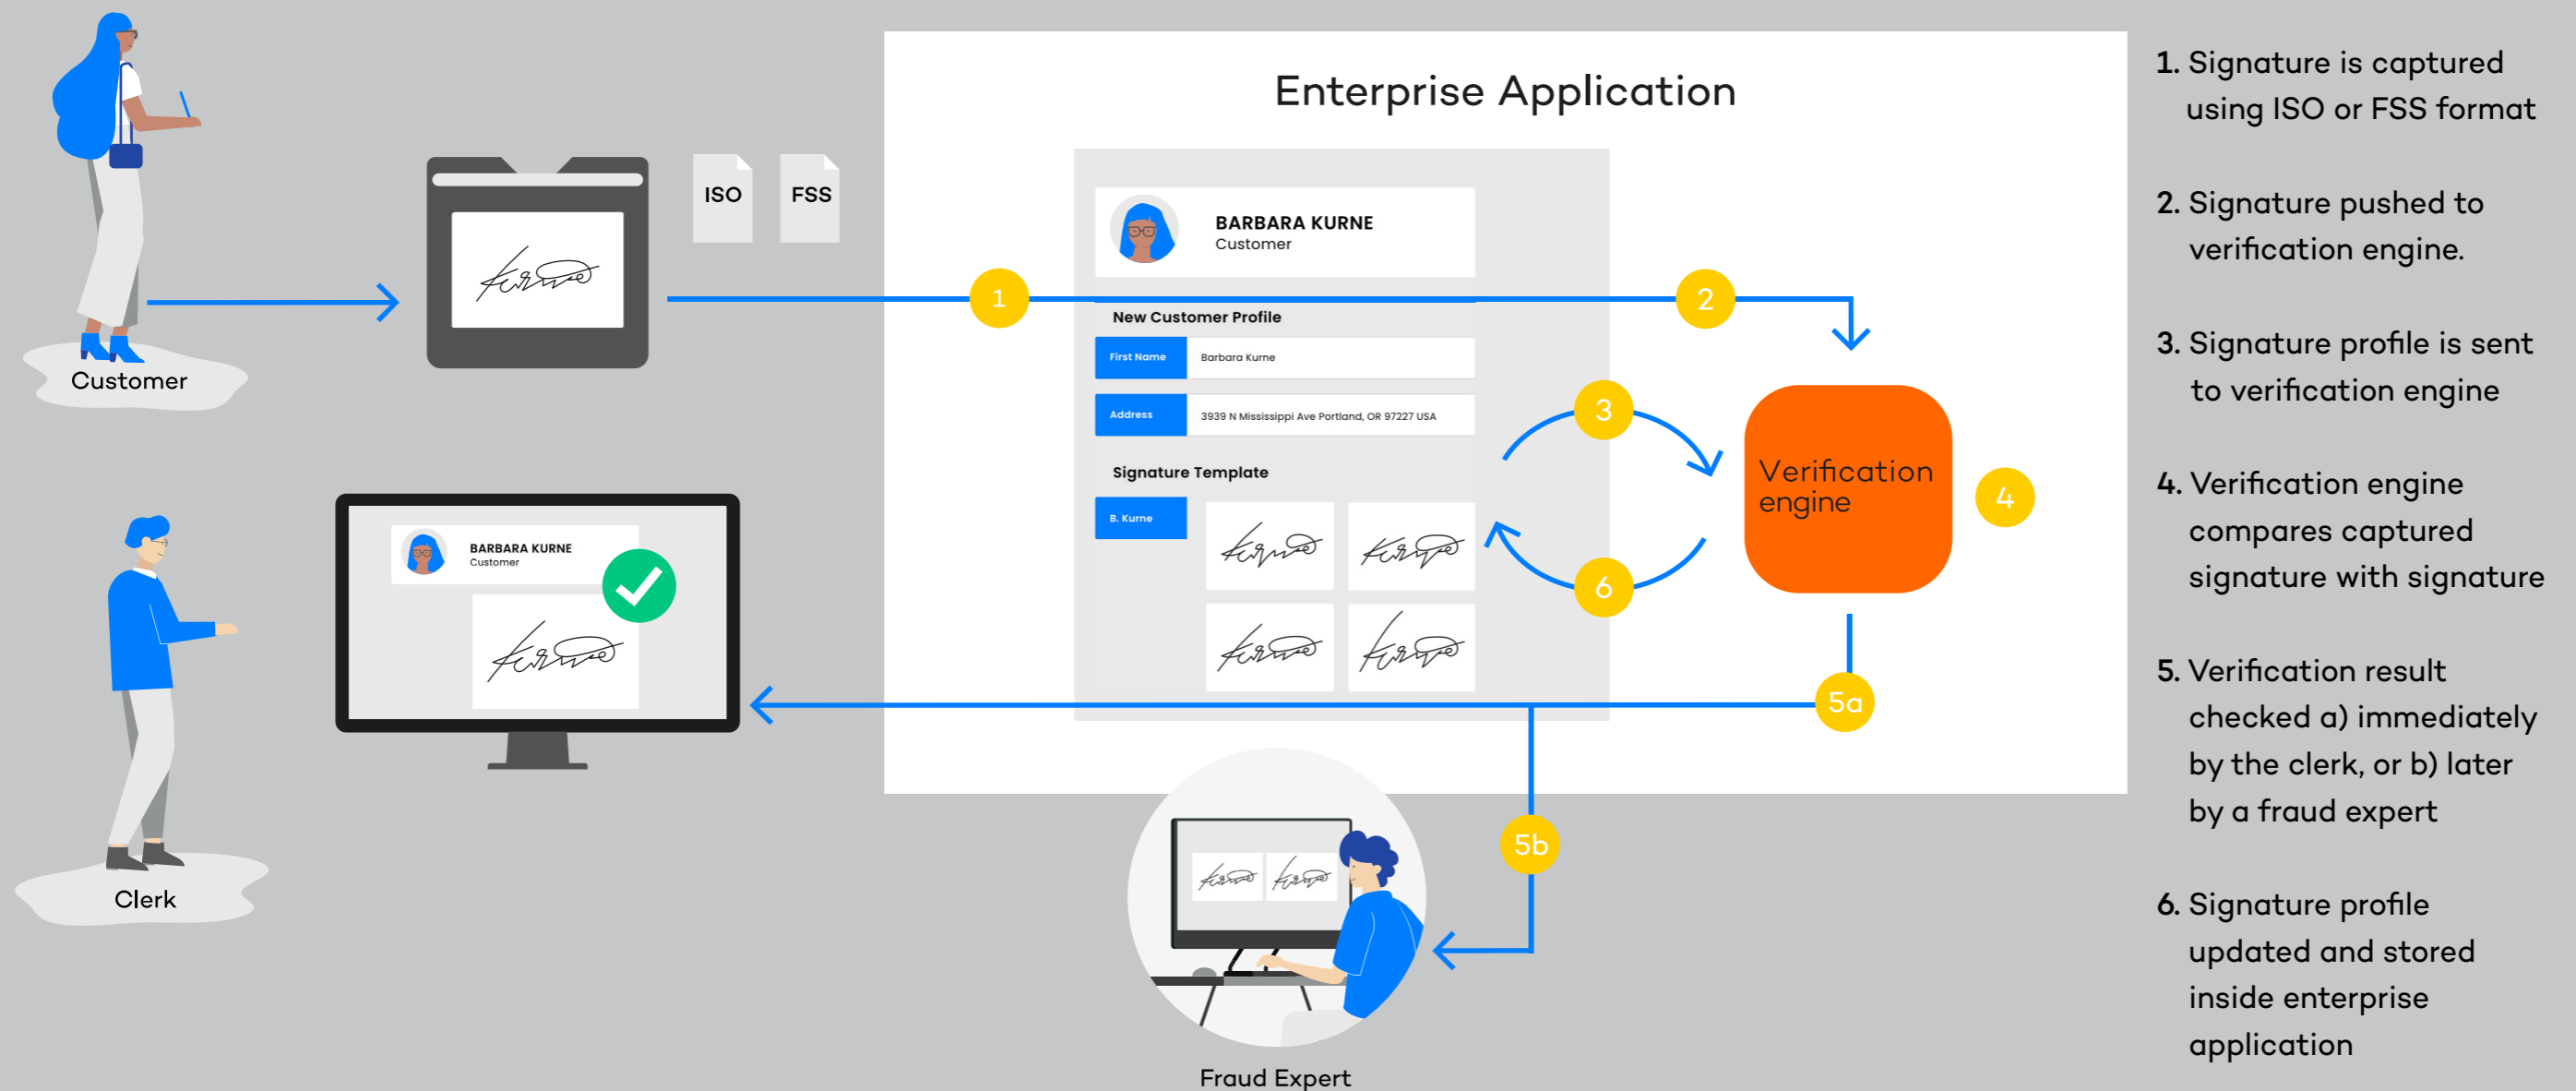 Customer
ISO
FSS
Enterprise Application
BARBARA KURNE
Customer
1
2
New Customer Profile
First Name
Barbara Kurne
Address
3939 N Mississippi Ave Portland, OR 97227 USA
3
Signature Template
B. Kurne
Verification
engine
4
6
5a
5b
BARBARA KURNE
Customer
Clerk
Fraud Expert
1. Signature is captured
using ISO or FSS format
2. Signature pushed to
verification engine.
3. Signature profile is sent
to verification engine
4. Verification engine
compares captured
signature with signature
5. Verification result
checked a) immediately
by the clerk, or b) later
by a fraud expert
6. Signature profile
updated and stored
inside enterprise
application